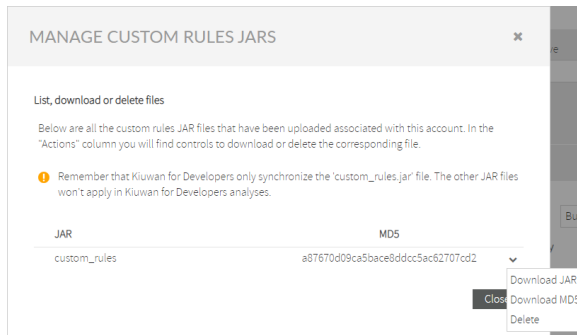 MANAGE CUSTOM RULES JARS
List, download or delete files
Below are all the custom rules JAR files that have been uploaded associated with this account. In the
"Actions" column you will find controls to download or delete the corresponding file.
Remember that Kiuwan for Developers only synchronize the 'custom_rules.jar' file. The other JAR files
won't apply in Kiuwan for Developers analyses.
JAR MD5
custom_rules a87670d09ca5bace8ddcc5ac62707cd2
Close
Download JAR
Download MD5
Delete